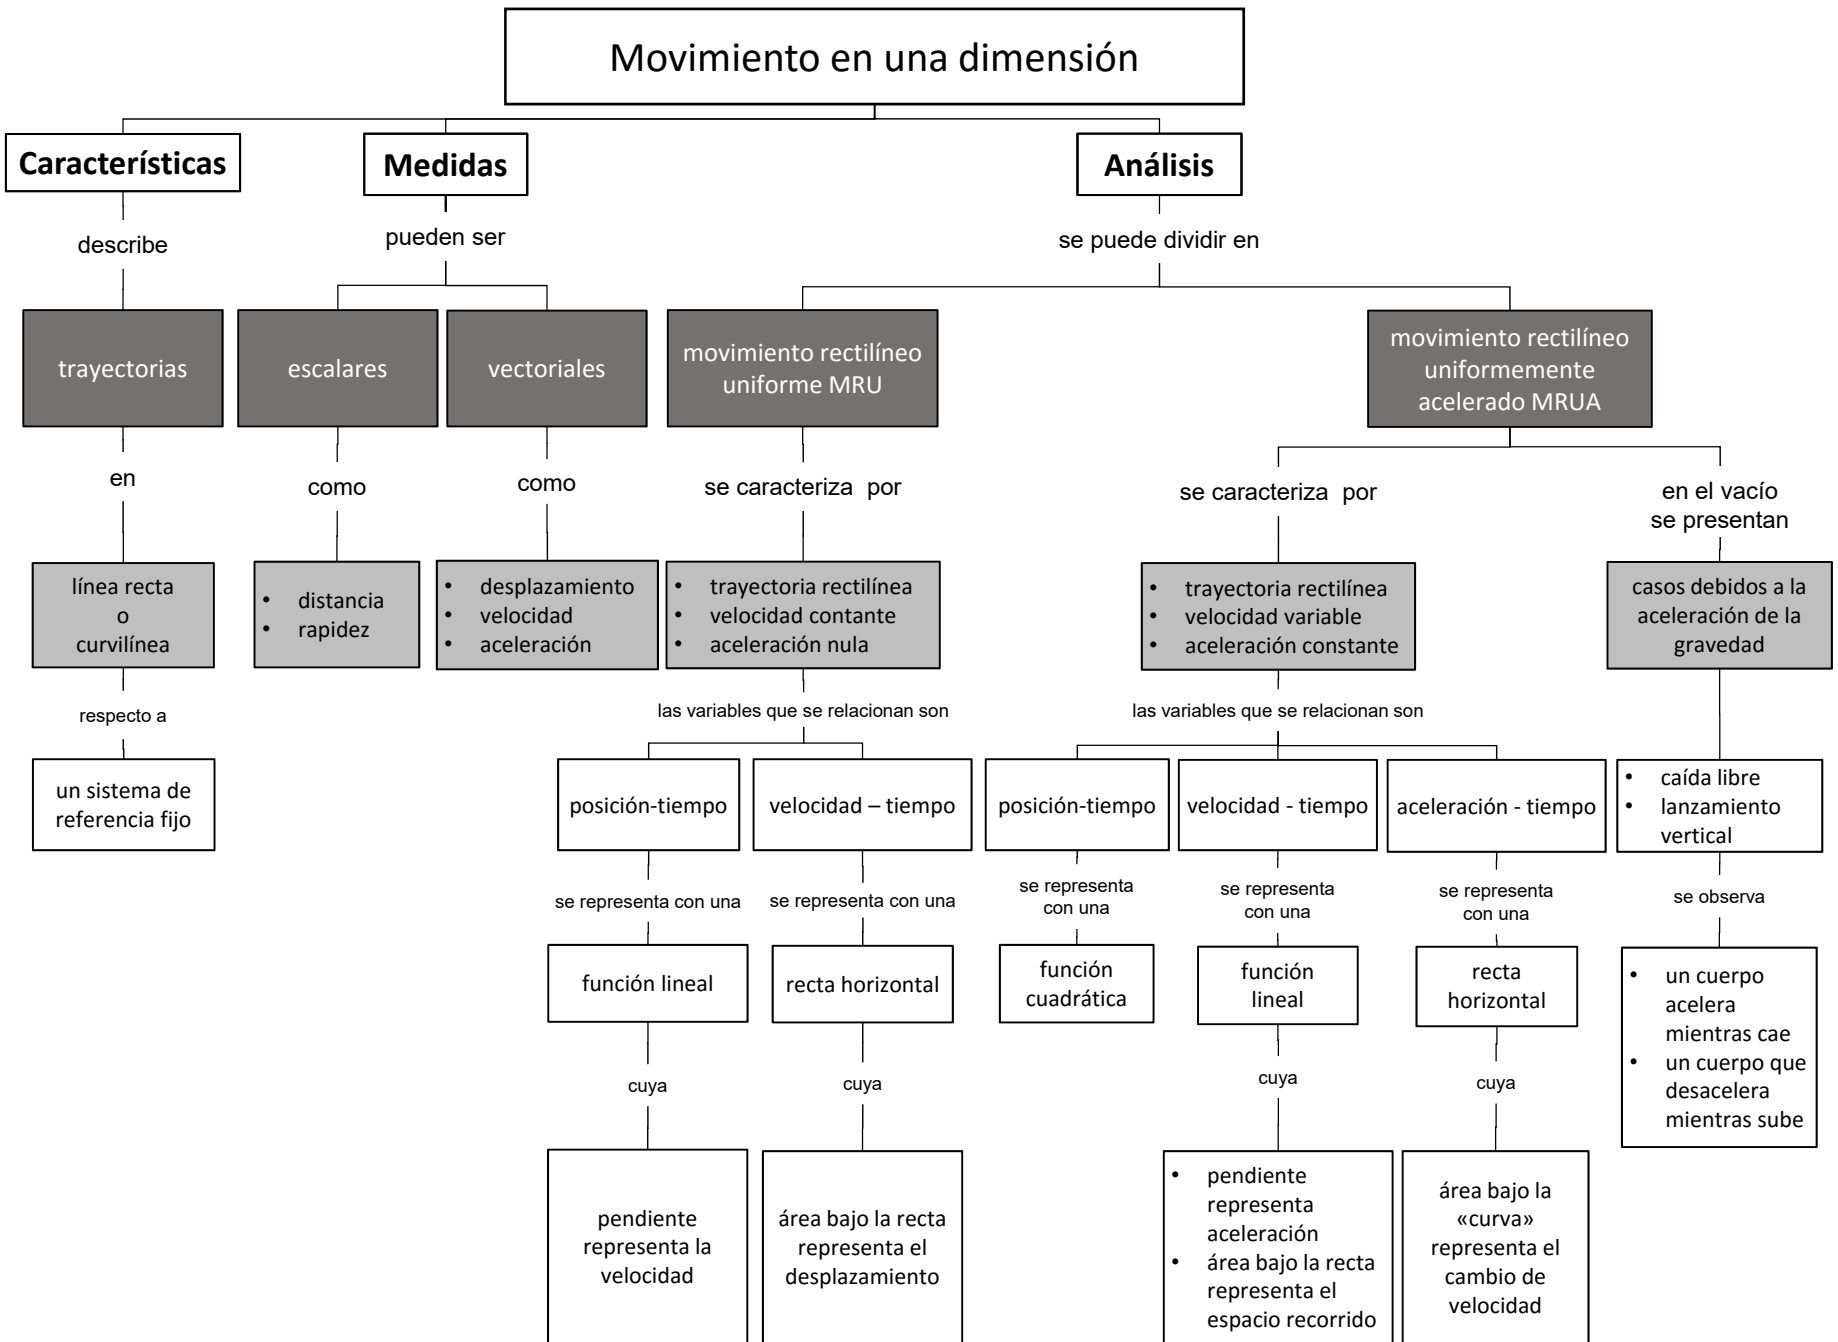 Movimiento en una dimensión
Características
Medidas
Análisis
describe
pueden ser
se puede dividir en
trayectorias
escalares
vectoriales
movimiento rectilíneo
uniforme MRU
movimiento rectilíneo
uniformemente
acelerado MRUA
en
como
como
se caracteriza por
se caracteriza por
en el vacío
se presentan
línea recta
o
curvilínea
• distancia
• rapidez
• desplazamiento
• velocidad
• aceleración
• trayectoria rectilínea
• velocidad contante
• aceleración nula
• trayectoria rectilínea
• velocidad variable
• aceleración constante
casos debidos a la
aceleración de la
gravedad
respecto a
las variables que se relacionan son
las variables que se relacionan son
un sistema de
referencia fijo
posición-tiempo
velocidad – tiempo
posición-tiempo
velocidad - tiempo
aceleración - tiempo
• caída libre
• lanzamiento
vertical
se representa con una
se representa con una
se representa
con una
se representa
con una
se representa
con una
se observa
función lineal
recta horizontal
función
cuadrática
función
lineal
recta
horizontal
• un cuerpo
acelera
mientras cae
• un cuerpo que
desacelera
mientras sube
cuya
cuya
cuya
cuya
pendiente
representa la
velocidad
área bajo la recta
representa el
desplazamiento
• pendiente
representa
aceleración
• área bajo la recta
representa el
espacio recorrido
área bajo la
«curva»
representa el
cambio de
velocidad